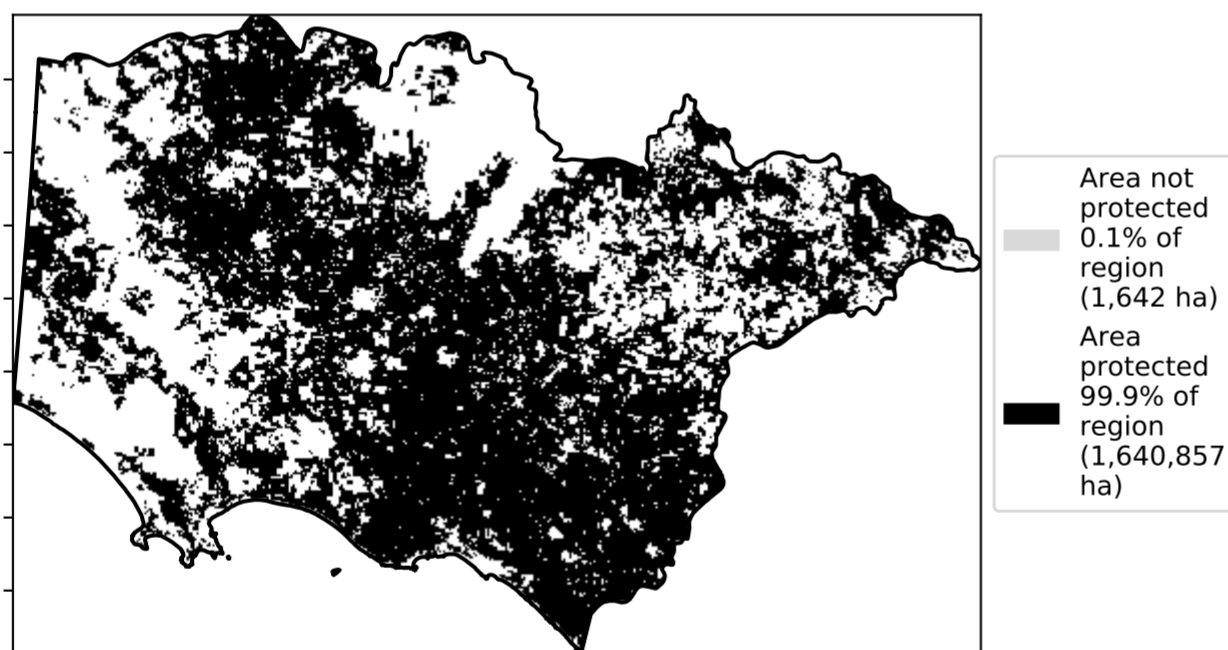 Area not
protected
0.1% of
region
(1,642 ha)
Area
protected
99.9% of
region
(1,640,857
ha)